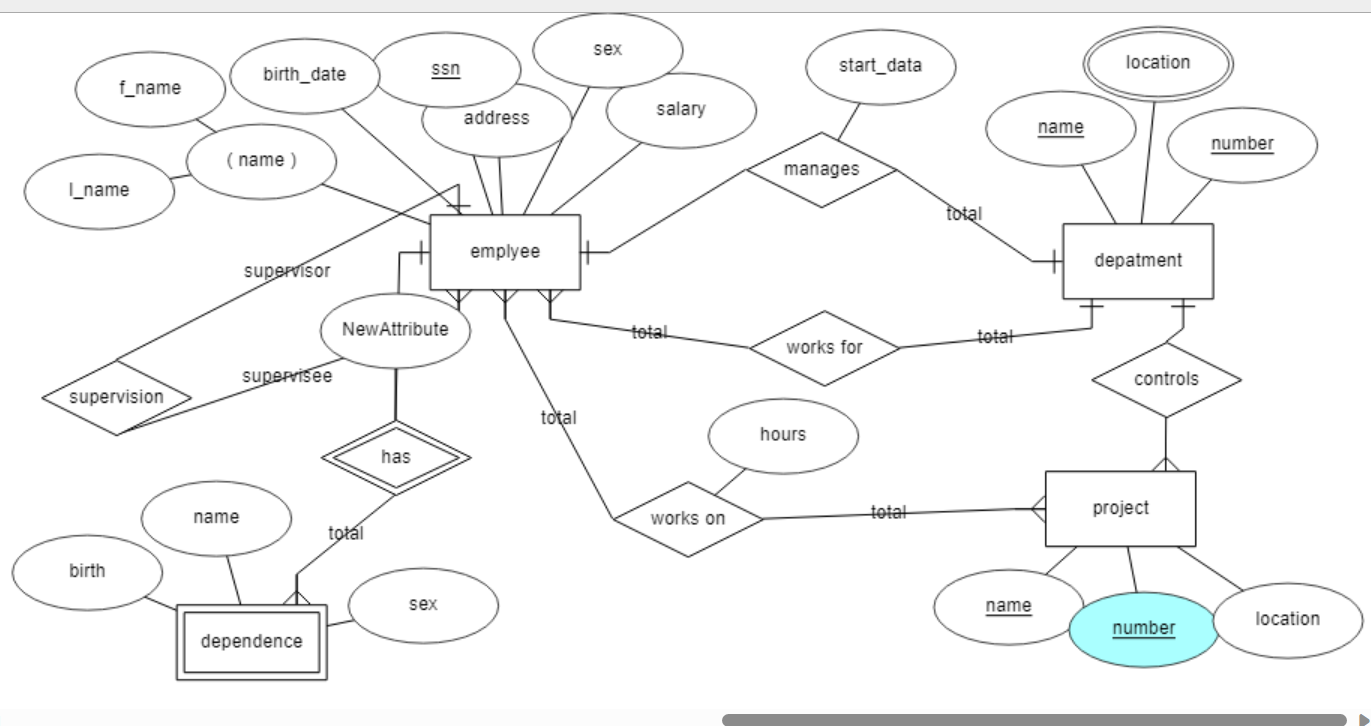 sex
ssn
birth_date
f_name
address
salary
( name )
l_name
start_data
location
name
number
manages
total
emplyee
depatment
supervisor
NewAttribute
total
works for
total
supervisee
supervision
controls
total
hours
has
project
total
works on
name
total
birth
sex
dependence
name
number
location